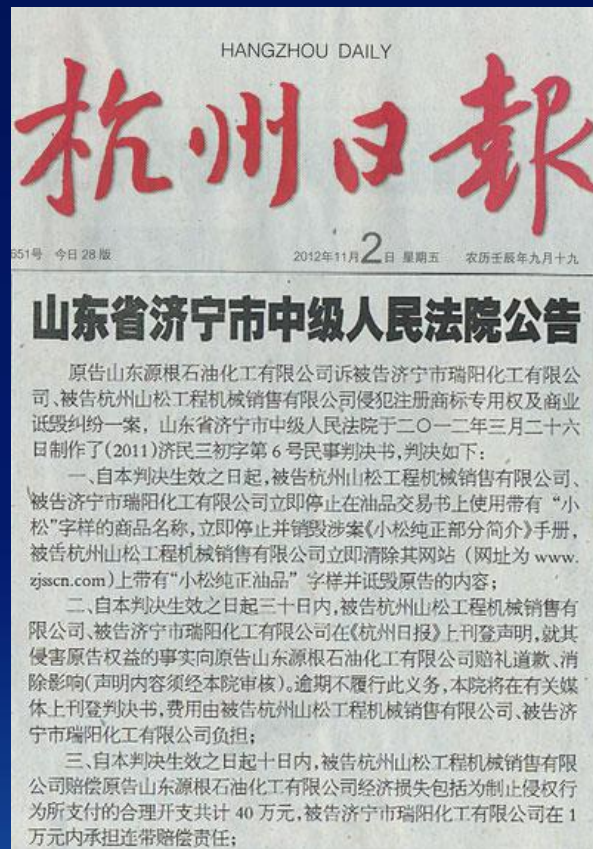 HANGZHOU DAILY
杭州日報
651号 今日28版 2012年11月2日 星期五 农历壬辰年九月十九
山东省济宁市中级人民法院公告
原告山东源根石油化工有限公司诉被告济宁市瑞阳化工有限公
司、被告杭州山松工程机械销售有限公司侵犯注册商标专用权及商业
诋毁纠纷一案，山东省济宁市中级人民法院于二〇一二年三月二十六
日制作了(2011)济民三初字第6号民事判决书,判决如下:
一、自本判决生效之日起,被告杭州山松工程机械销售有限公司、
被告济宁市瑞阳化工有限公司立即停止在油品交易书上使用带有“小
松”字样的商品名称,立即停止并销毁涉案《小松纯正部分简介》手册,
被告杭州山松工程机械销售有限公司立即清除其网站（网址为www.
zjsscn.com)上带有“小松纯正油品”字样并诋毁原告的内容;
二、自本判决生效之日起三十日内,被告杭州山松工程机械销售有
限公司、被告济宁市瑞阳化工有限公司在《杭州日报》上刊登声明,就其
侵害原告权益的事实向原告山东源根石油化工有限公司赔礼道歉、消
除影响(声明内容须经本院审核)。逾期不履行此义务,本院将在有关媒
体上刊登判决书,费用由被告杭州山松工程机械销售有限公司、被告济
宁市瑞阳化工有限公司负担;
三、自本判决生效之日起十日内,被告杭州山松工程机械销售有限
公司赔偿原告山东源根石油化工有限公司经济损失包括为制止侵权行
为所支付的合理开支共计40万元,被告济宁市瑞阳化工有限公司在1
万元内承担连带赔偿责任;